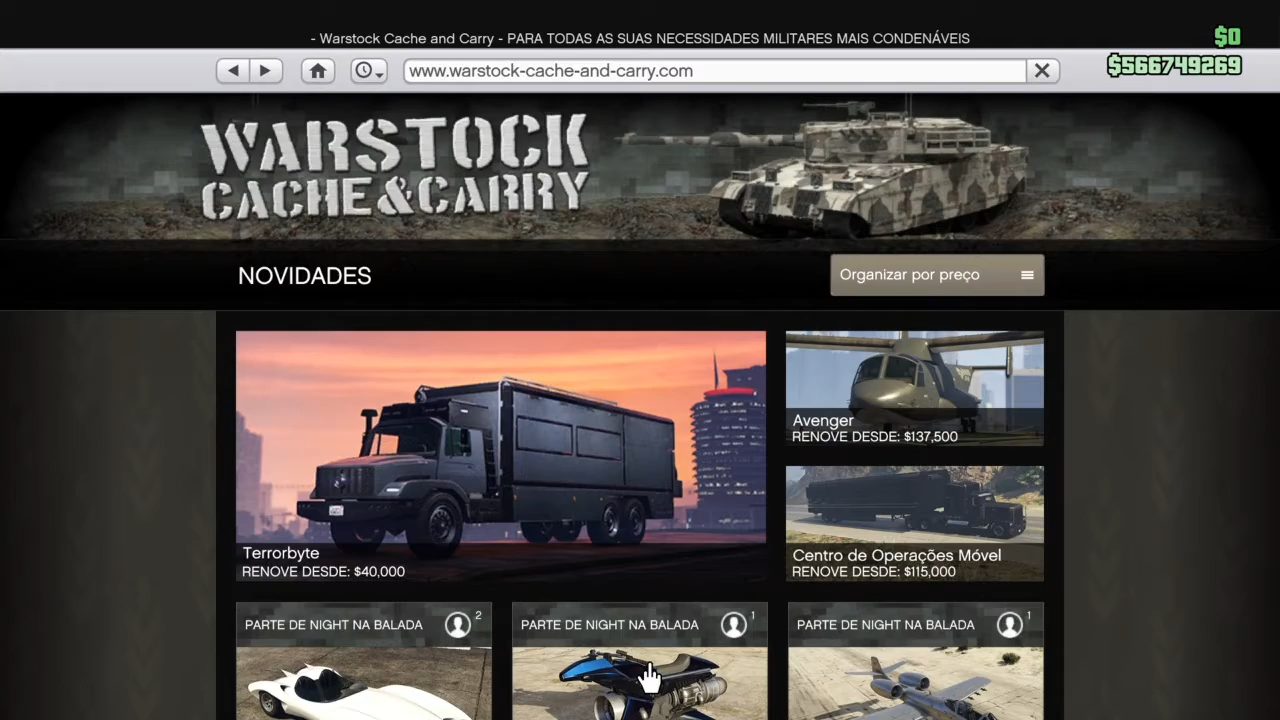 - Warstock Cache and Carry - PARA TODAS AS SUAS NECESSIDADES MILITARES MAIS CONDENÁVEIS
$0
www.warstock-cache-and-carry.com
$566749269
WARSTOCK
CACHE&CARRY
NOVIDADES
Organizar por preço
Terrorbyte
RENOVE DESDE: $40,000
Avenger
RENOVE DESDE: $137,500
Centro de Operações Móvel
RENOVE DESDE: $115,000
PARTE DE NIGHT NA BALADA 2
PARTE DE NIGHT NA BALADA 1
PARTE DE NIGHT NA BALADA 1